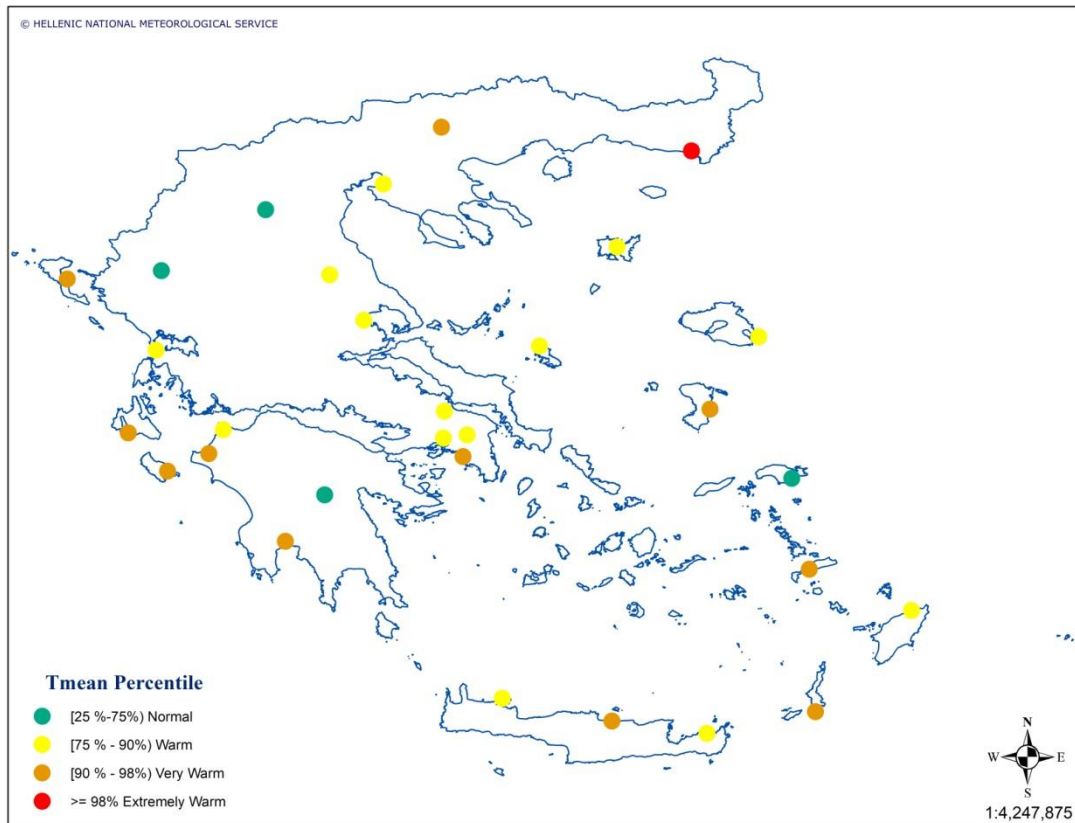 © HELLENIC NATIONAL METEOROLOGICAL SERVICE
Tmean Percentile
[25 %-75%) Normal
[75 % - 90%) Warm
[90 % - 98%) Very Warm
>= 98% Extremely Warm
N
W E
S
1:4,247,875